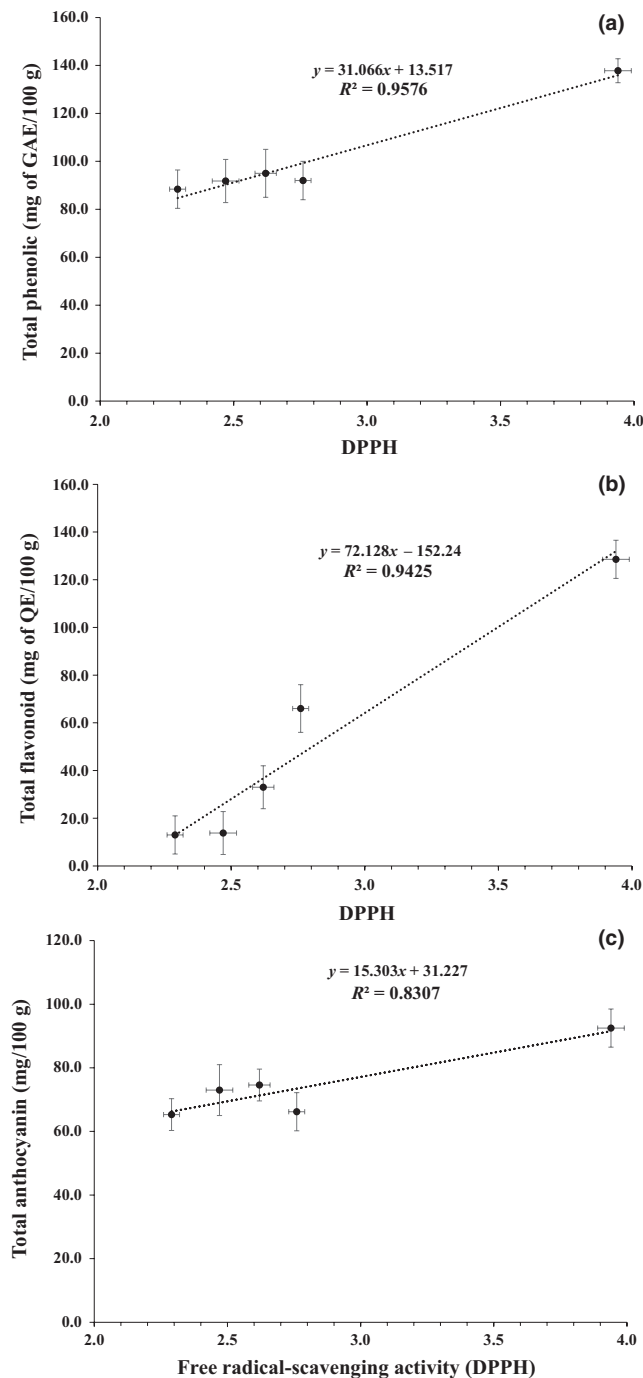 (a)
160.0
140.0
120.0
100.0
80.0
60.0
40.0
20.0
0.0
y = 31.066x + 13.517
R² = 0.9576
Total phenolic (mg of GAE/100 g)
2.0 2.5 3.0 3.5 4.0
DPPH
(b)
160.0
140.0
120.0
100.0
80.0
60.0
40.0
20.0
0.0
y = 72.128x – 152.24
R² = 0.9425
Total flavonoid (mg of QE/100 g)
2.0 2.5 3.0 3.5 4.0
DPPH
(c)
120.0
100.0
80.0
60.0
40.0
20.0
0.0
y = 15.303x + 31.227
R² = 0.8307
Total anthocyanin (mg/100 g)
2.0 2.5 3.0 3.5 4.0
Free radical-scavenging activity (DPPH)